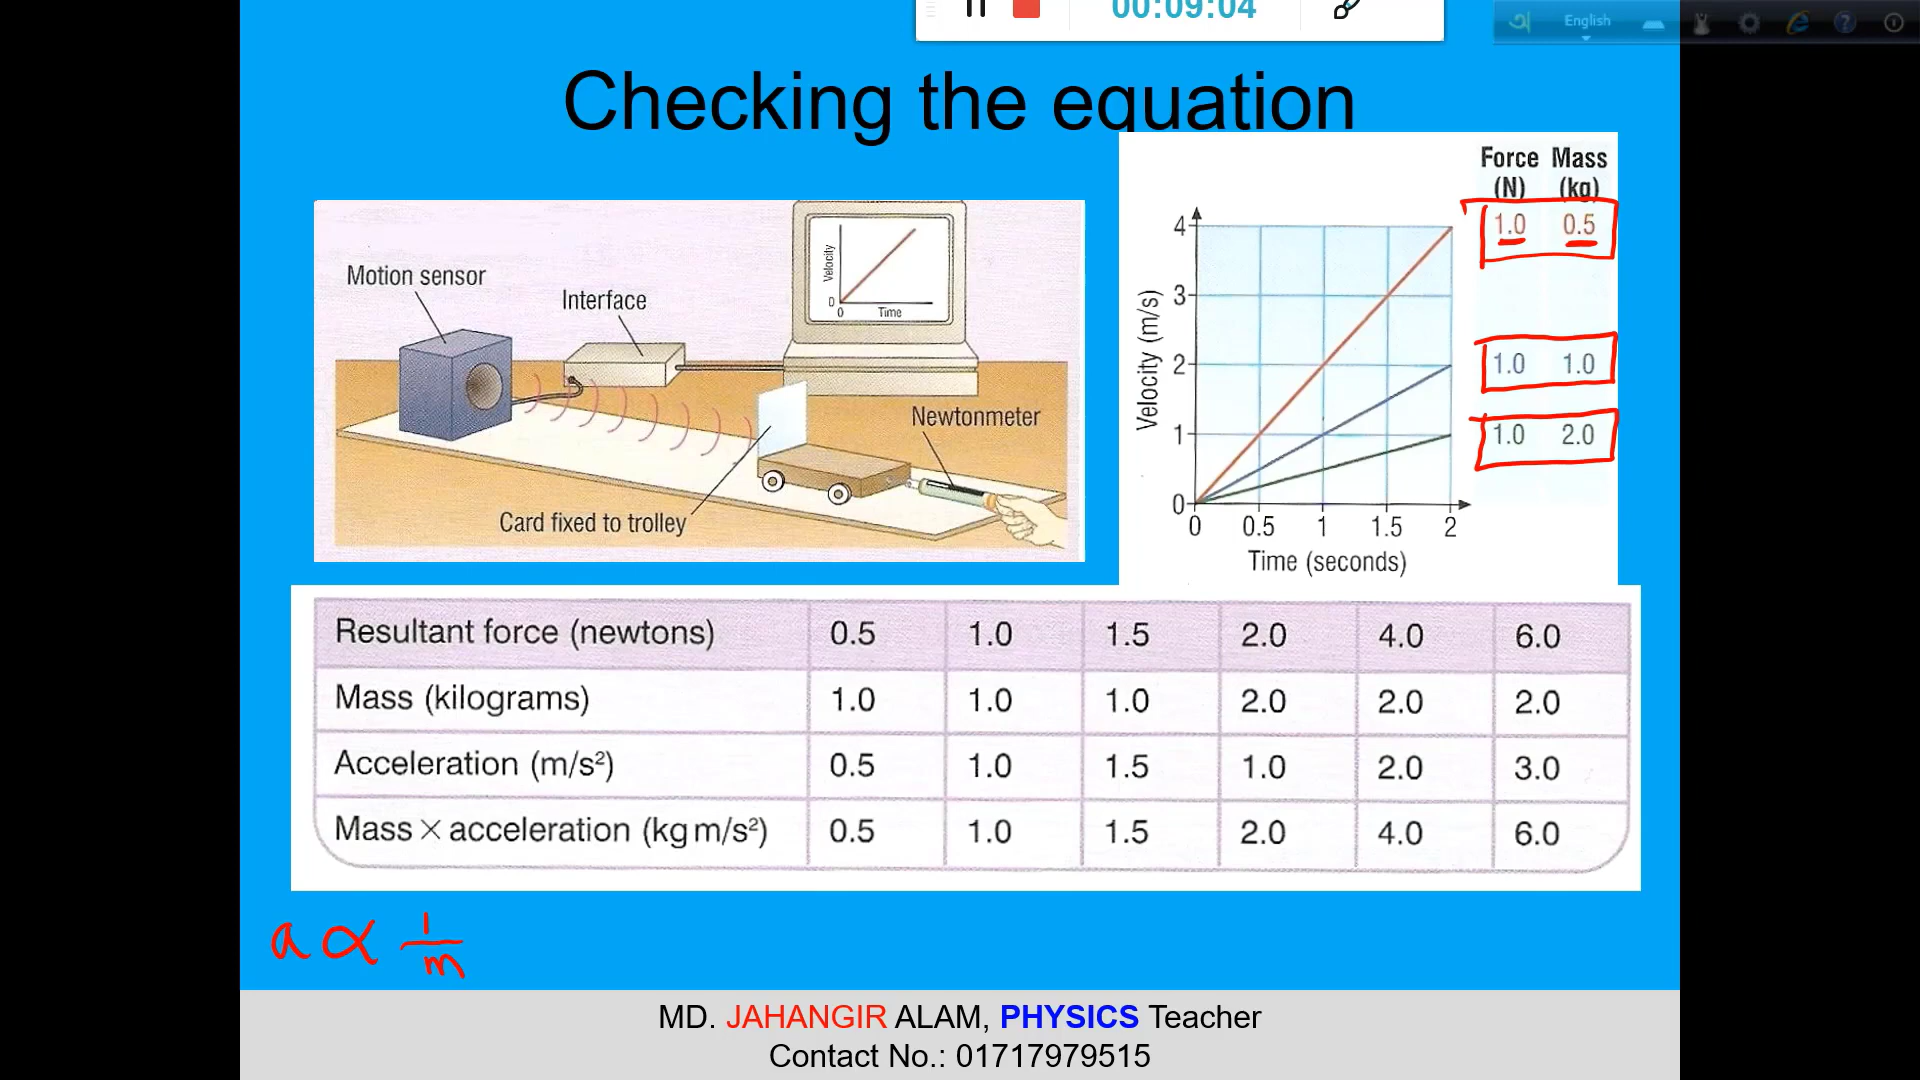 00:09:04
English
Checking the equation
Motion sensor
Interface
Velocity
0
0
Time
Newtonmeter
Card fixed to trolley
Force Mass
(N) (kg)
1.0 0.5
1.0 1.0
1.0 2.0
Velocity (m/s)
4
3
2
1
0
0 0.5 1 1.5 2
Time (seconds)
Resultant force (newtons) 0.5 1.0 1.5 2.0 4.0 6.0
Mass (kilograms) 1.0 1.0 1.0 2.0 2.0 2.0
Acceleration (m/s²) 0.5 1.0 1.5 1.0 2.0 3.0
Mass × acceleration (kg m/s²) 0.5 1.0 1.5 2.0 4.0 6.0
a ∝ 1/m
MD. JAHANGIR ALAM, PHYSICS Teacher
Contact No.: 01717979515